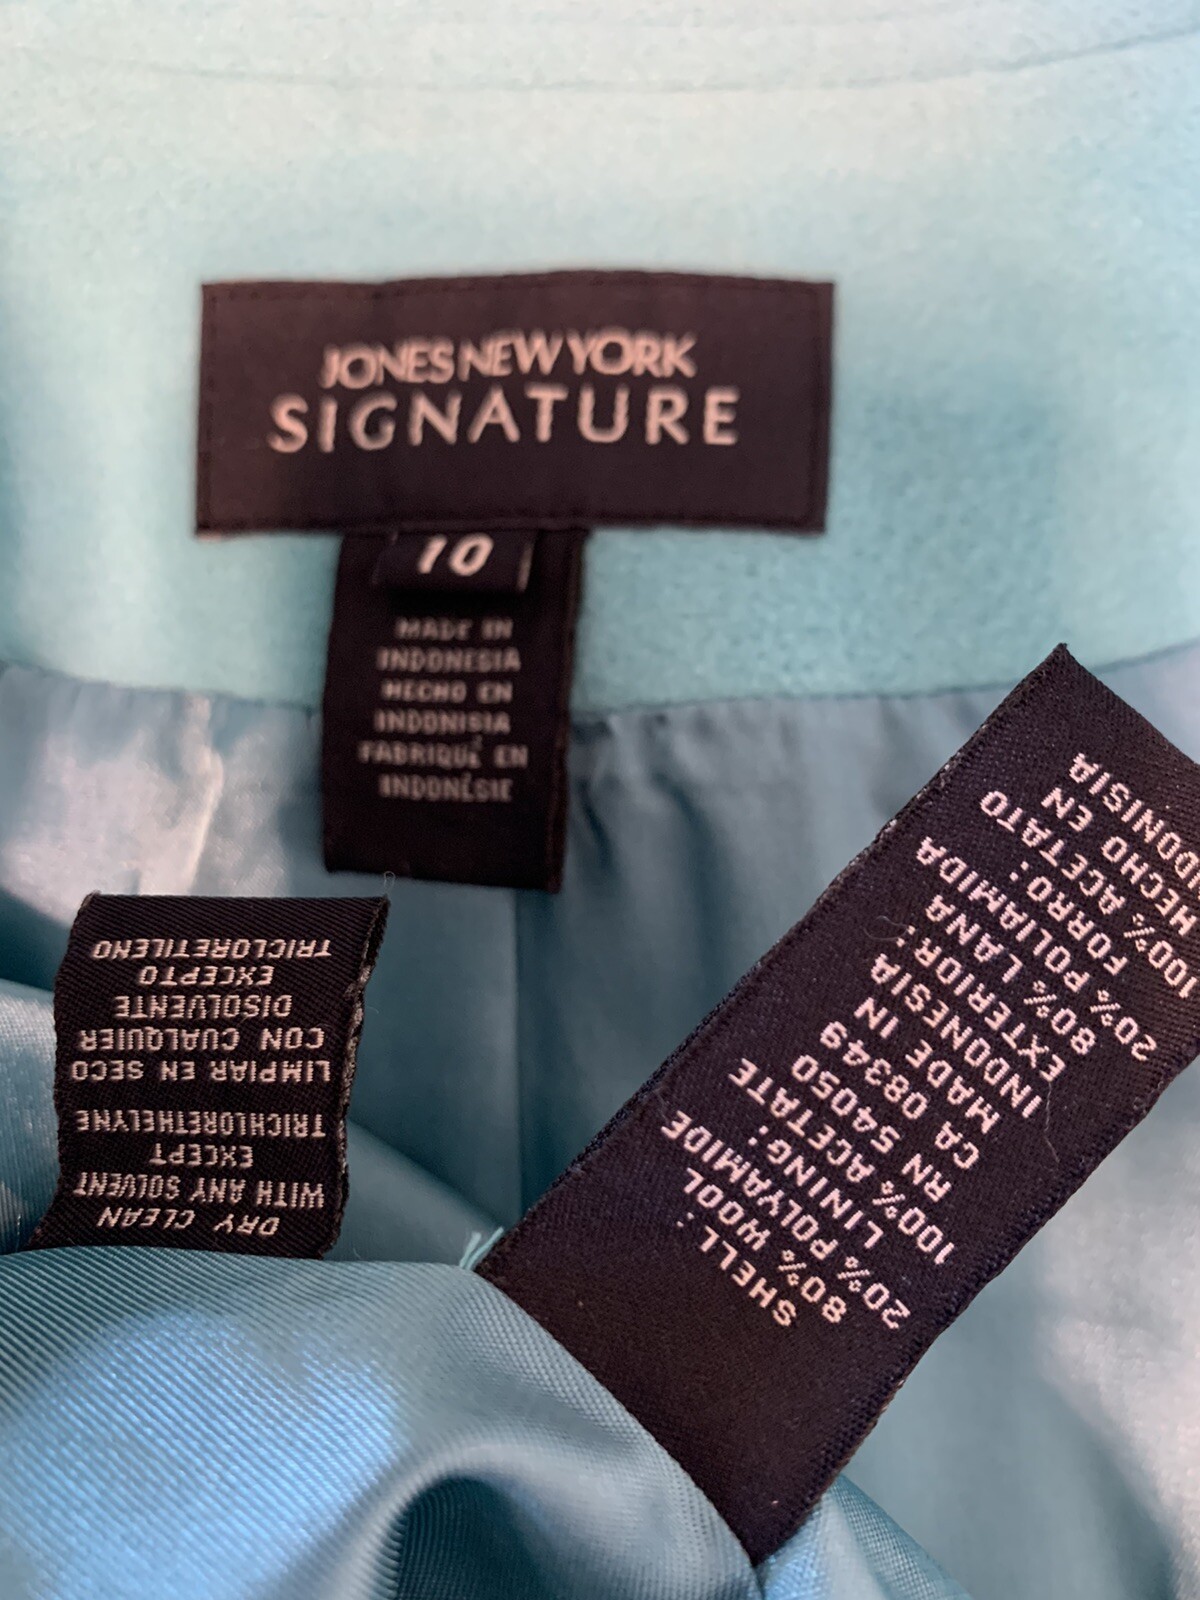 JONES NEW YORK
SIGNATURE
10
MADE IN
INDONESIA
HECHO EN
INDONISIA
FABRIQUÉ EN
INDONÉSIE
DRY CLEAN
WITH ANY SOLVENT
EXCEPT
TRICHLORETHELYNE
LIMPIAR EN SECO
CON CUALQUIER
DISOLVENTE
EXCEPTO
TRICLORETILENO
SHELL:
80% WOOL
20% POLYAMIDE
LINING:
100% ACETATE
RN 54050
CA 08349
MADE IN
INDONESIA
EXTERIOR:
80% LANA
20% POLIAMIDA
FORRO:
100% ACETATO
HECHO EN
INDONISIA